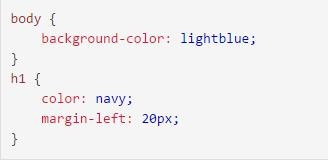 body {
    background-color: lightblue;
}
h1 {
    color: navy;
    margin-left: 20px;
}